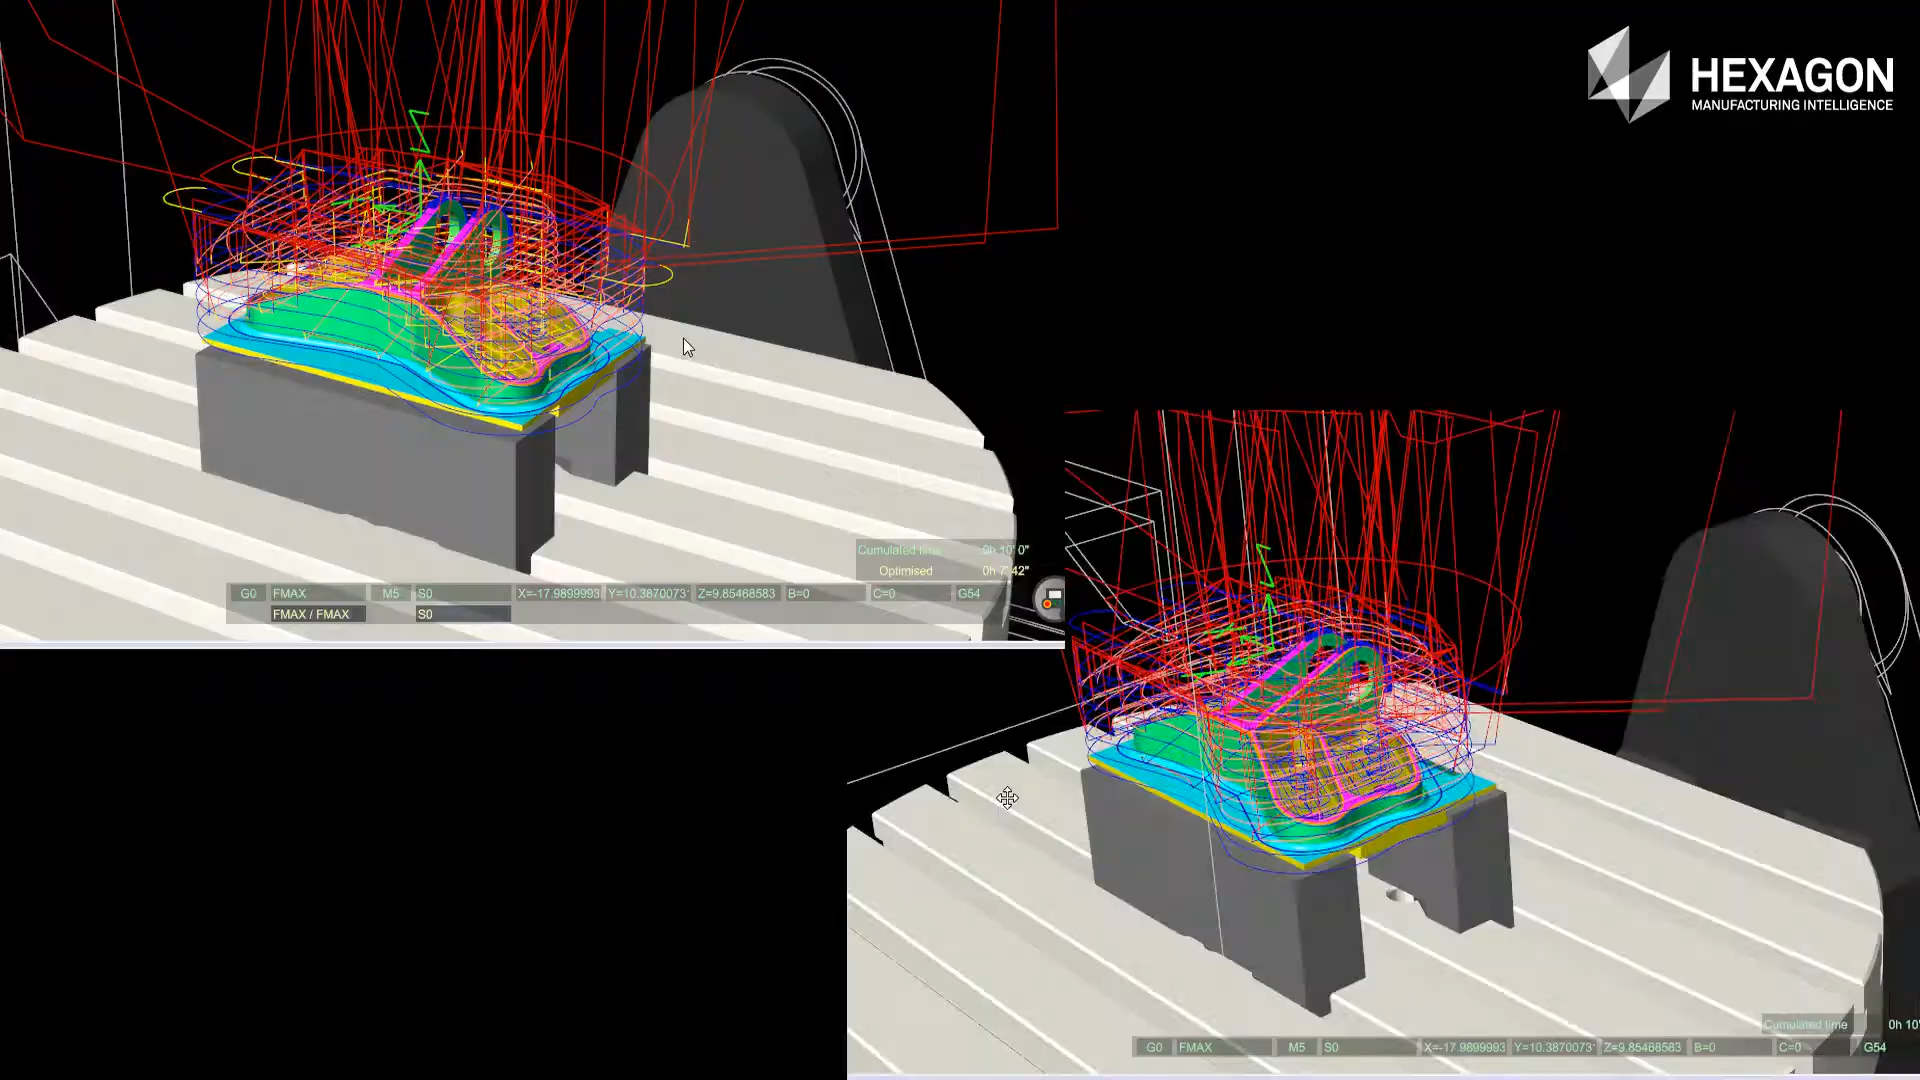 HEXAGON
MANUFACTURING INTELLIGENCE
Z
Cumulated time 0h 10' 0"
Optimised 0h 7' 42"
G0 FMAX M5 S0 X=-17.9899993 Y=10.3870073 Z=9.85468583 B=0 C=0 G54
FMAX / FMAX S0
Z
Cumulated time 0h 10'
G0 FMAX M5 S0 X=-17.9899993 Y=10.3870073 Z=9.85468583 B=0 C=0 G54